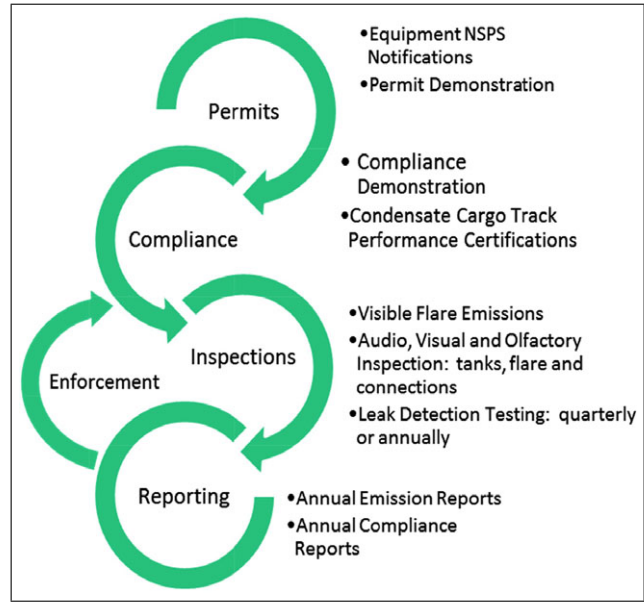 •Equipment NSPS
Notifications
•Permit Demonstration
Permits
• Compliance
Demonstration
•Condensate Cargo Track
Performance Certifications
Compliance
•Visible Flare Emissions
•Audio, Visual and Olfactory
Inspection: tanks, flare and
connections
•Leak Detection Testing: quarterly
or annually
Inspections
Enforcement
Reporting
•Annual Emission Reports
•Annual Compliance
Reports